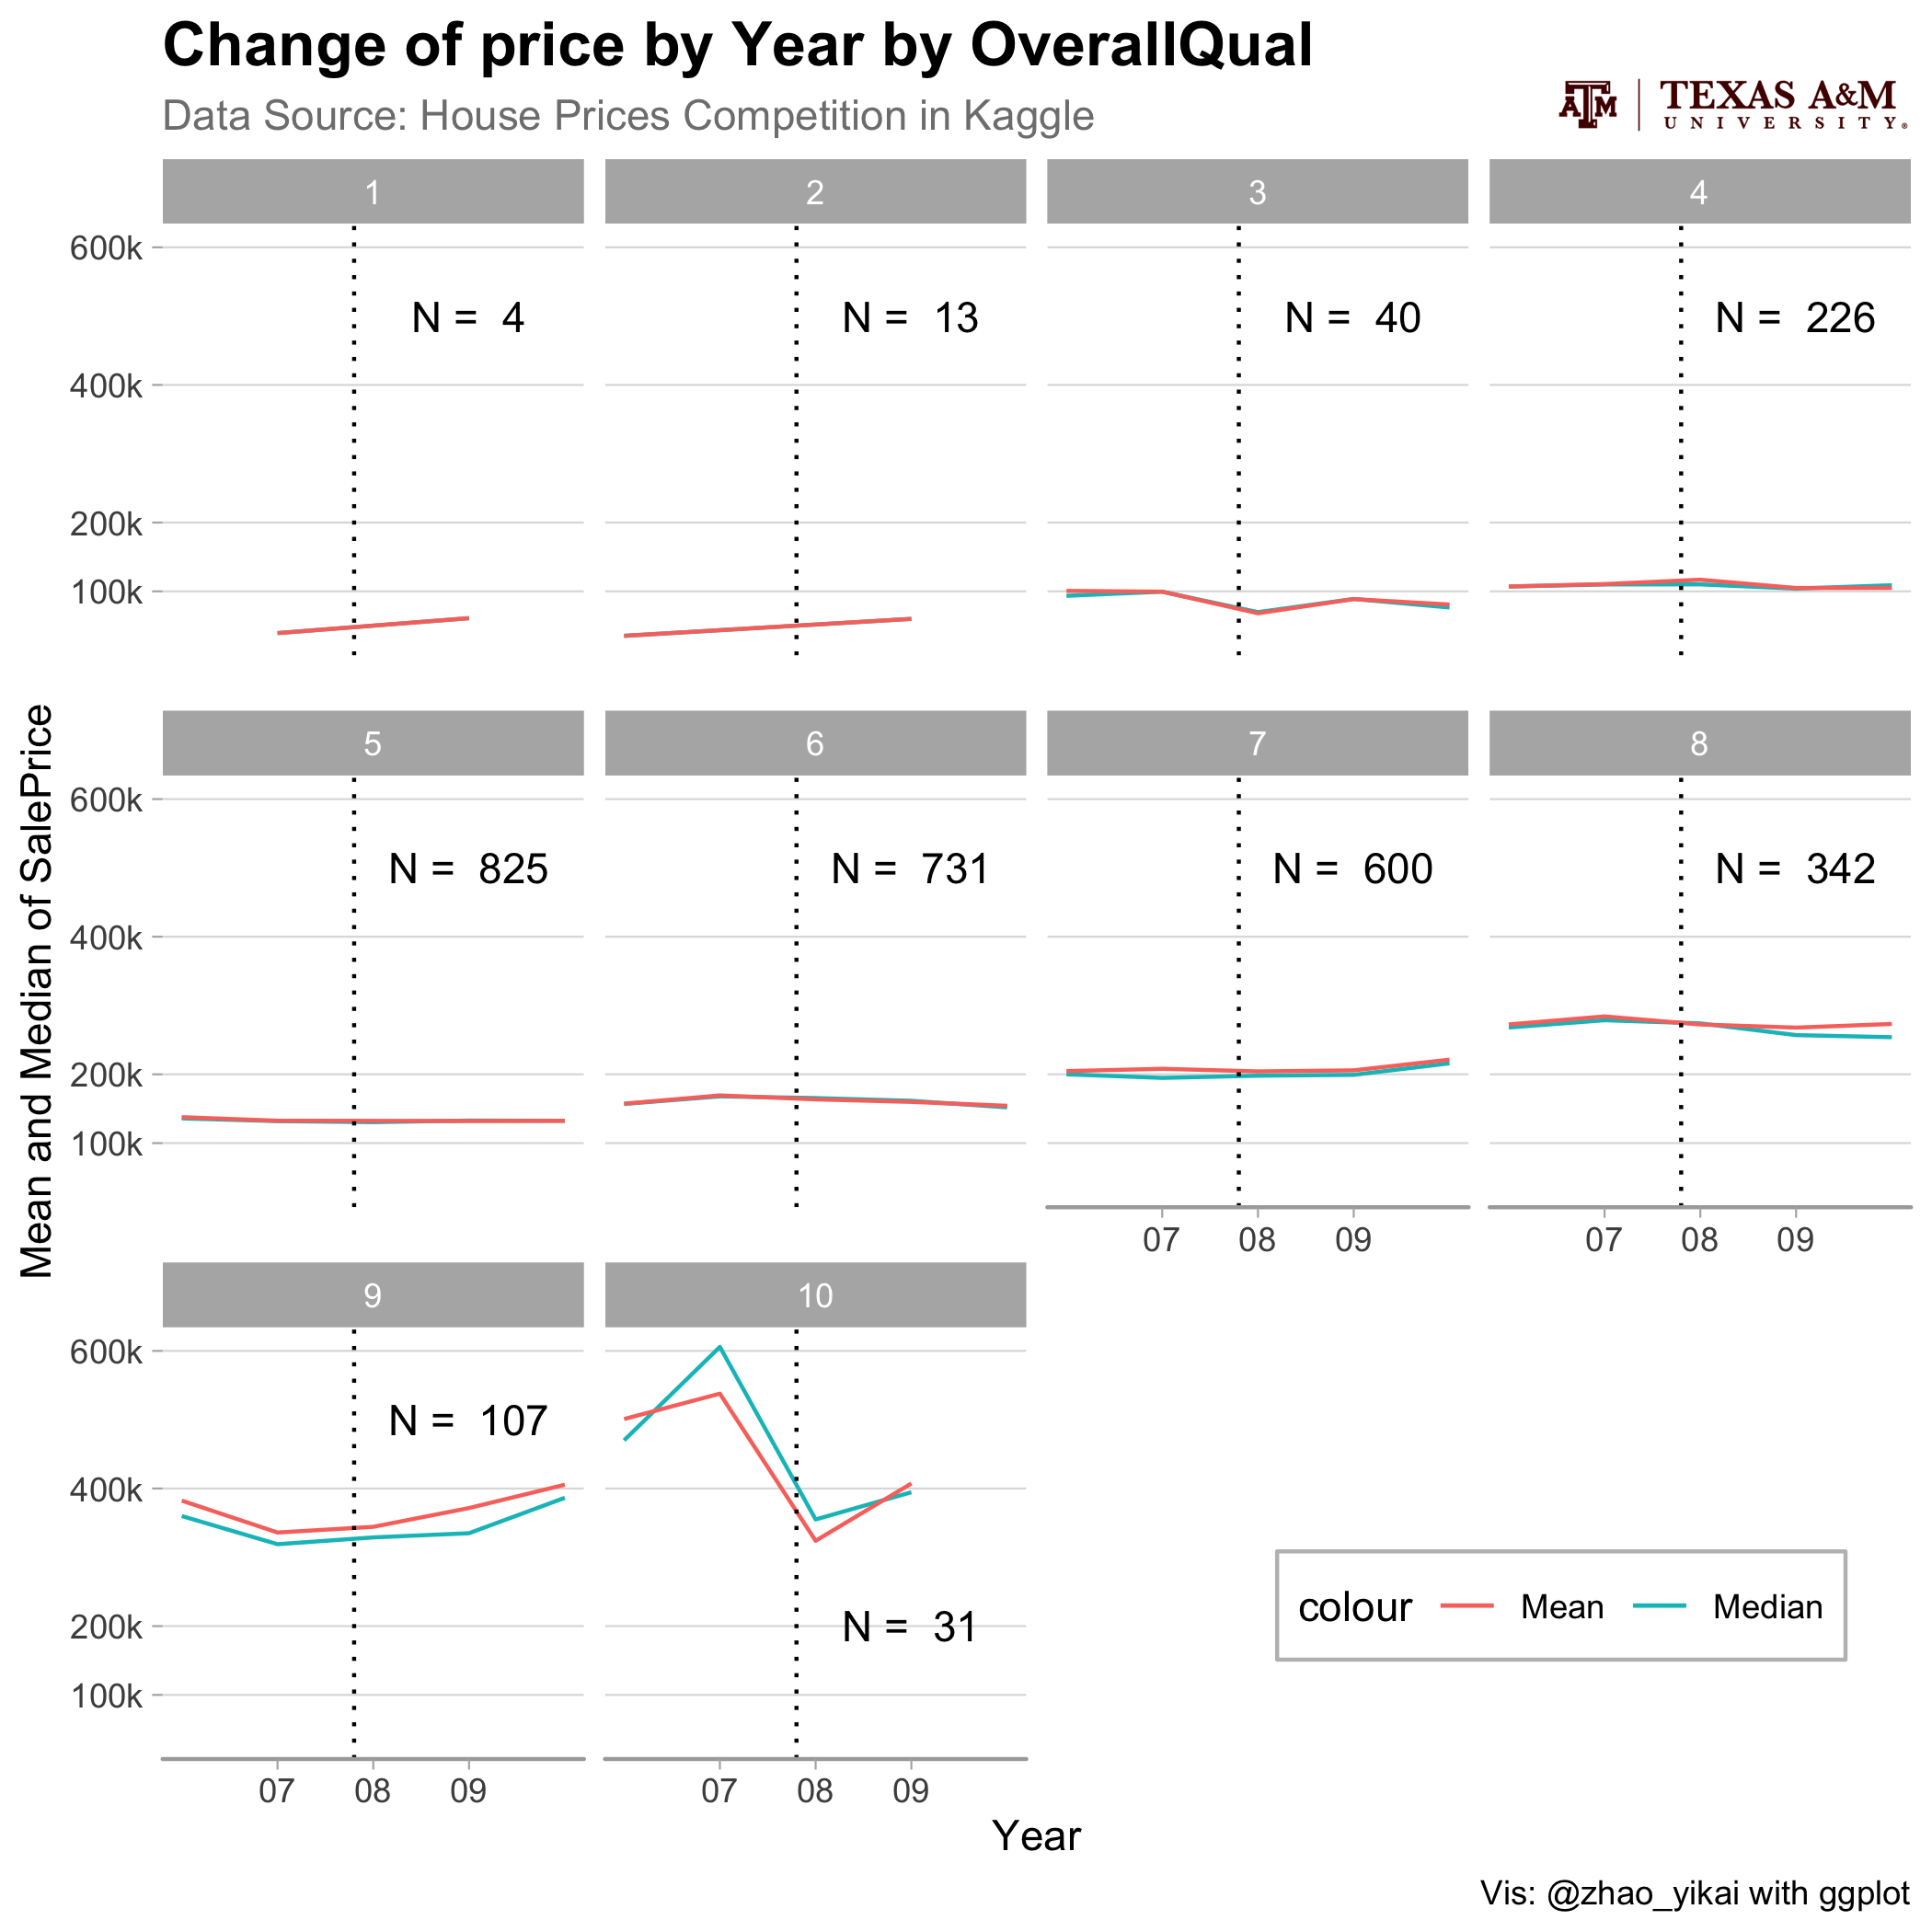 Change of price by Year by OverallQual
Data Source: House Prices Competition in Kaggle
ATM TEXAS A&M
UNIVERSITY®
1 2 3 4
600k
N = 4 N = 13 N = 40 N = 226
400k
200k
100k
Mean and Median of SalePrice
5 6 7 8
600k
N = 825 N = 731 N = 600 N = 342
400k
200k
100k
07 08 09 07 08 09
9 10
600k
N = 107
400k
200k
N = 31
100k
07 08 09 07 08 09
colour Mean Median
Year
Vis: @zhao_yikai with ggplot